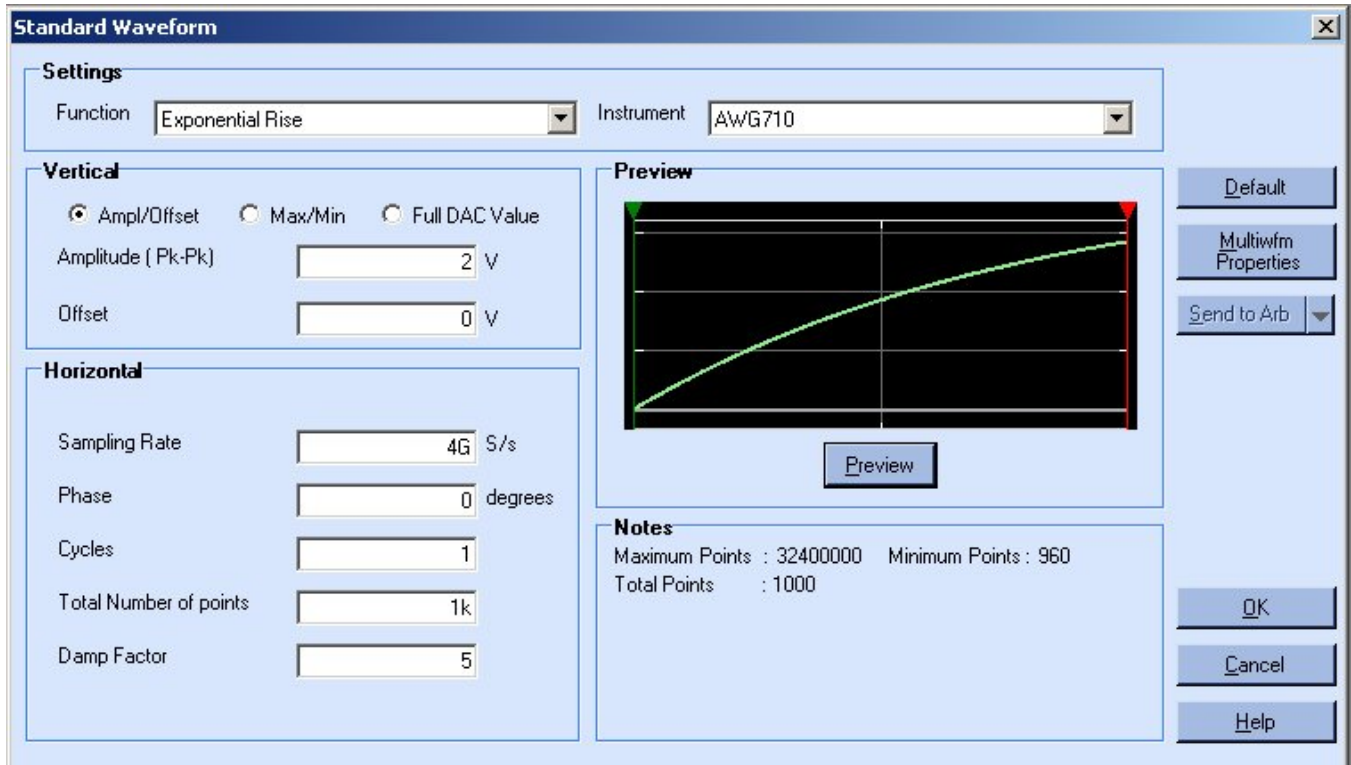 Standard Waveform
Settings
Function Exponential Rise Instrument AWG710
Vertical
Ampl/Offset Max/Min Full DAC Value
Amplitude ( Pk-Pk) 2 V
Offset 0 V
Horizontal
Sampling Rate 4G S/s
Phase 0 degrees
Cycles 1
Total Number of points 1k
Damp Factor 5
Preview
Preview
Notes
Maximum Points : 32400000 Minimum Points : 960
Total Points : 1000
Default
Multiwfm
Properties
Send to Arb
OK
Cancel
Help